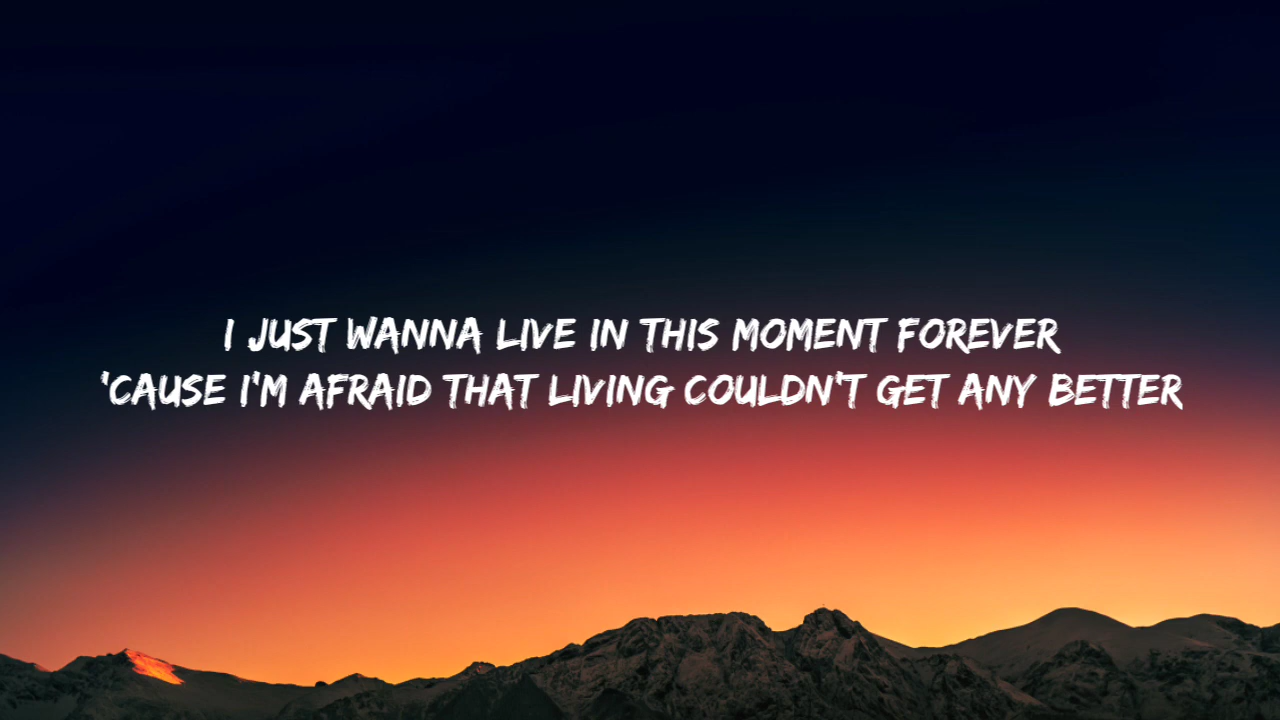 I JUST WANNA LIVE IN THIS MOMENT FOREVER
'CAUSE I'M AFRAID THAT LIVING COULDN'T GET ANY BETTER